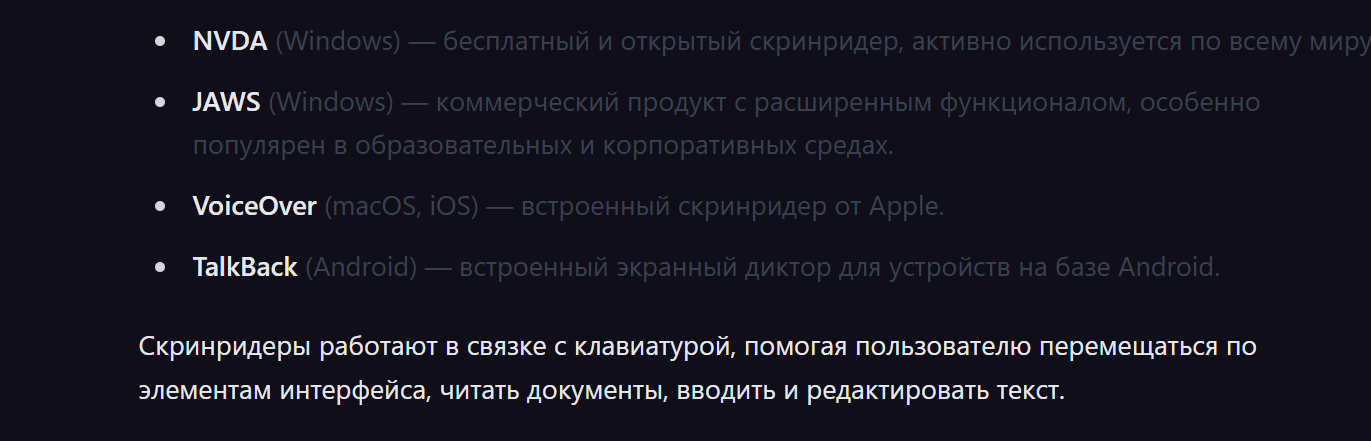 • NVDA (Windows) — бесплатный и открытый скринридер, активно используется по всему миру
• JAWS (Windows) — коммерческий продукт с расширенным функционалом, особенно
популярен в образовательных и корпоративных средах.
• VoiceOver (macOS, iOS) — встроенный скринридер от Apple.
• TalkBack (Android) — встроенный экранный диктор для устройств на базе Android.
Скринридеры работают в связке с клавиатурой, помогая пользователю перемещаться по
элементам интерфейса, читать документы, вводить и редактировать текст.